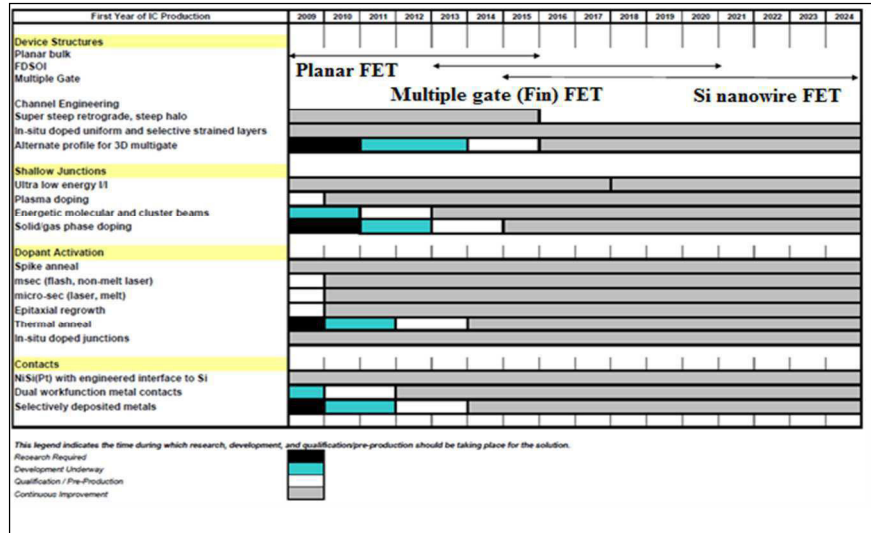 First Year of IC Production 2009 2010 2011 2012 2013 2014 2015 2016 2017 2018 2019 2020 2021 2022 2023 2024
Device Structures
Planar bulk
FDSOI
Multiple Gate
Planar FET
Multiple gate (Fin) FET
Si nanowire FET
Channel Engineering
Super steep retrograde, steep halo
In-situ doped uniform and selective strained layers
Alternate profile for 3D multigate
Shallow Junctions
Ultra low energy I/I
Plasma doping
Energetic molecular and cluster beams
Solid/gas phase doping
Dopant Activation
Spike anneal
msec (flash, non-melt laser)
micro-sec (laser, melt)
Epitaxial regrowth
Thermal anneal
In-situ doped junctions
Contacts
NiSi(Pt) with engineered interface to Si
Dual workfunction metal contacts
Selectively deposited metals
This legend indicates the time during which research, development, and qualification/pre-production should be taking place for the solution.
Research Required
Development Underway
Qualification / Pre-Production
Continuous Improvement